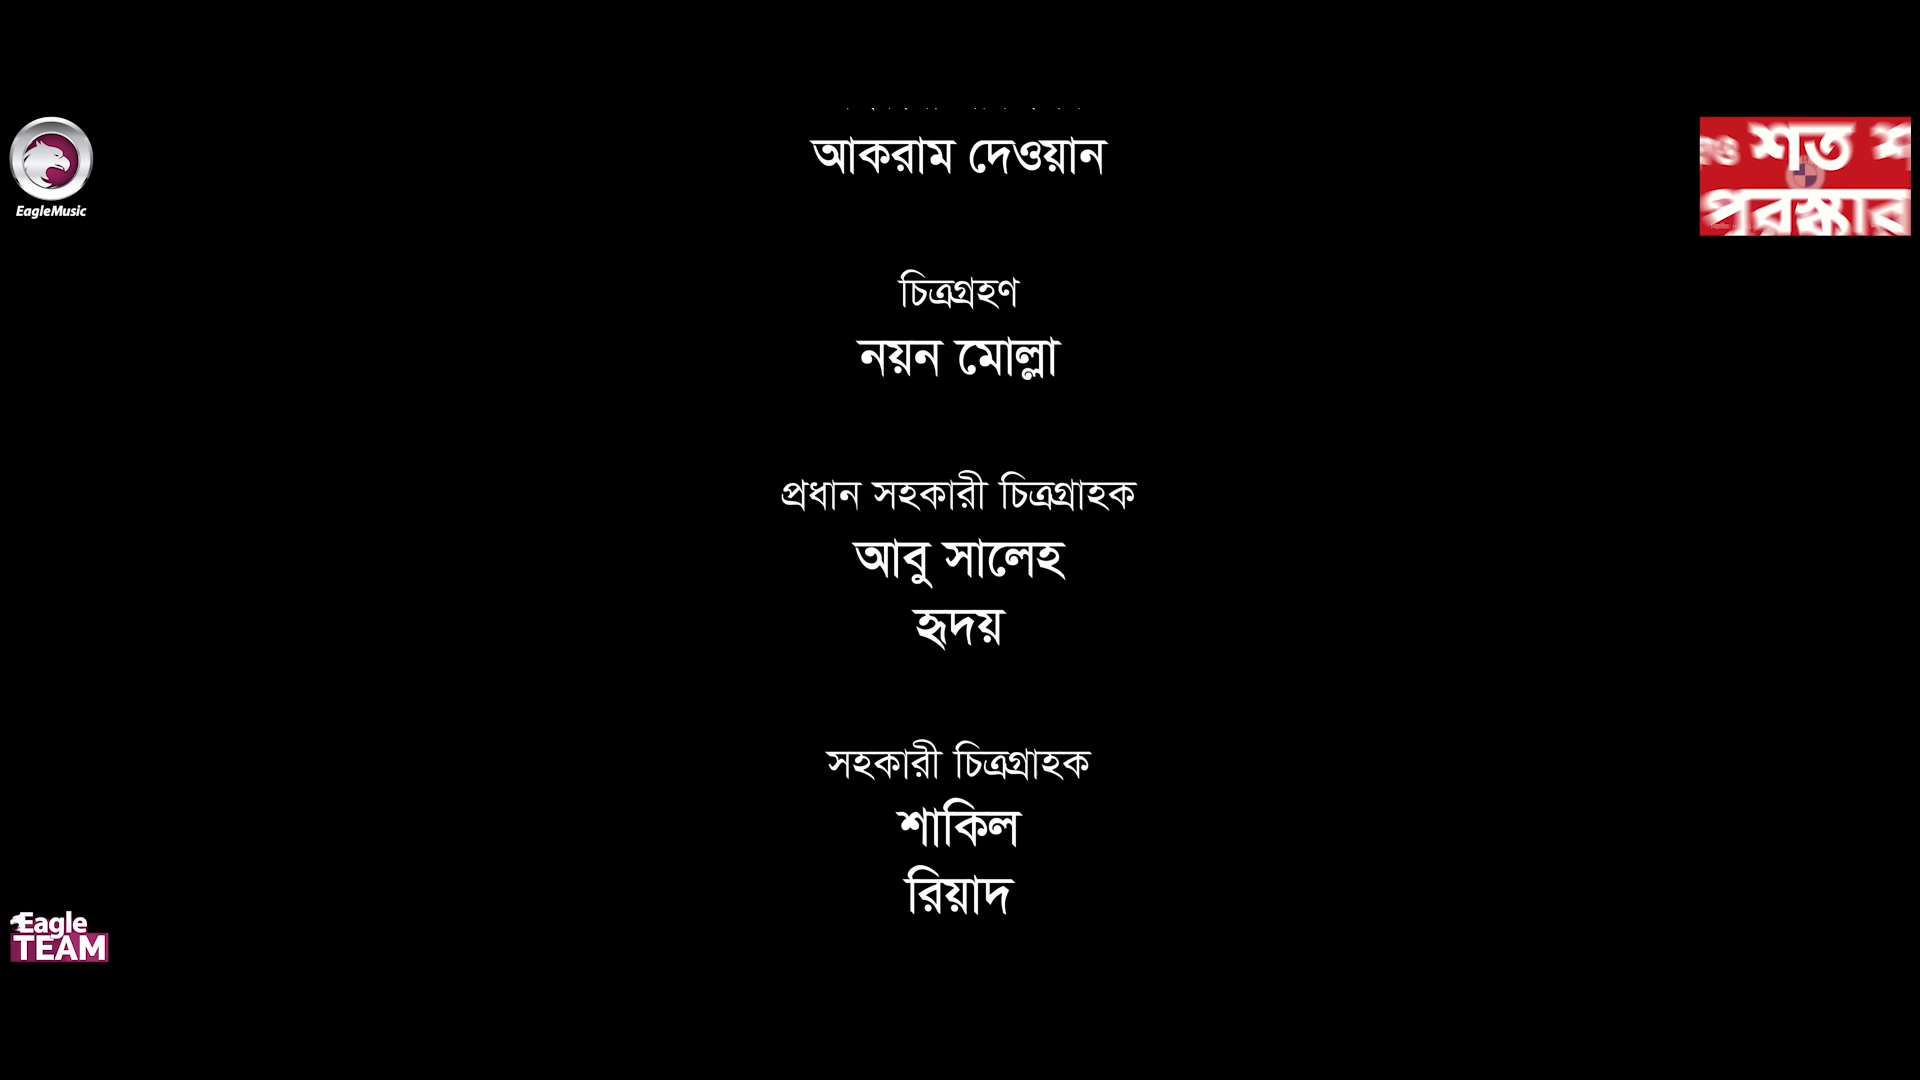 আকরাম দেওয়ান
EagleMusic
শত
পুরস্কার
চিত্রগ্রহণ
নয়ন মোল্লা
প্রধান সহকারী চিত্রগ্রাহক
আবু সালেহ
হৃদয়
সহকারী চিত্রগ্রাহক
শাকিল
রিয়াদ
Eagle
TEAM